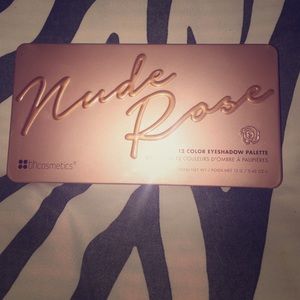 Nude
Rose
12 COLOR EYESHADOW PALETTE
12 COULEURS D'OMBRE À PAUPIÈRES
bhcosmetics®